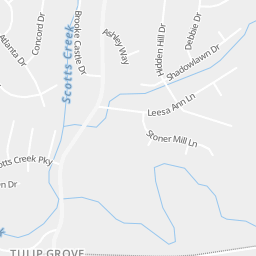 Atlanta Dr
Concord Dr
Scotts Creek
Brooke Castle Dr
Ashley Way
Hidden Hill Dr
Debbie Dr
Shadowlawn Dr
Leesa Ann Ln
Stoner Mill Ln
otts Creek Pky
n Dr
TULIP GROVE